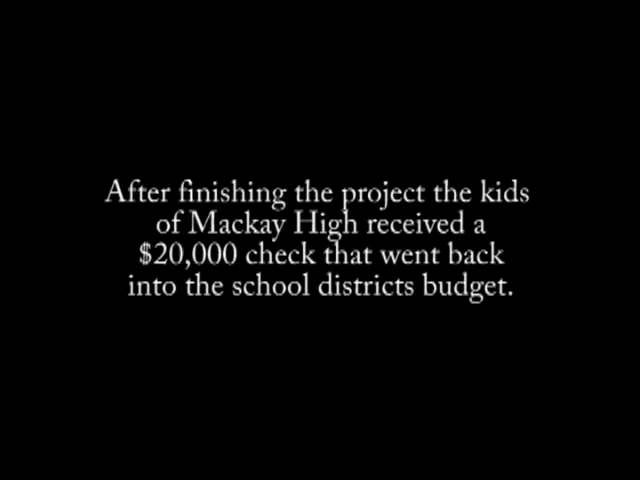 After finishing the project the kids
of Mackay High received a
$20,000 check that went back
into the school districts budget.